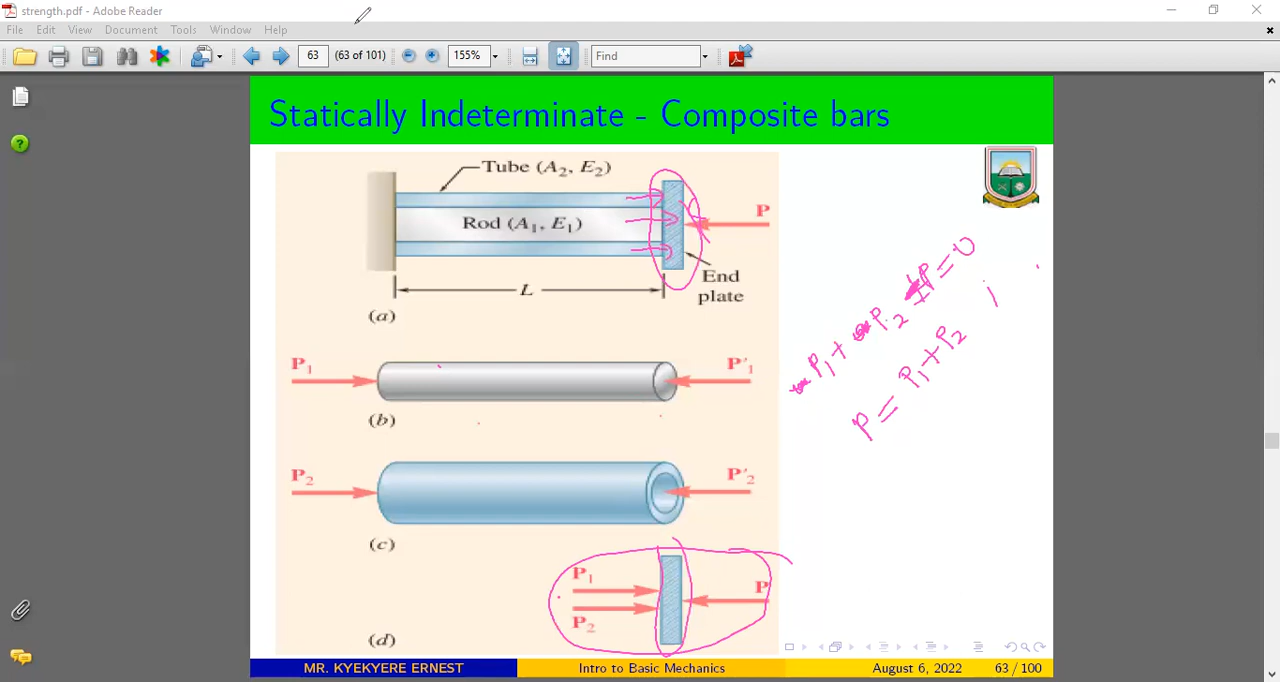 strength.pdf - Adobe Reader
File Edit View Document Tools Window Help
63 (63 of 101) 155% Find
Statically Indeterminate - Composite bars
Tube (A₂, E₂)
Rod (A₁, E₁)
P
End
plate
L
(a)
P₁ P'₁
(b)
P₂ P'₂
(c)
P₁ P
P₂
(d)
P₁ + P₂ - P = 0
P = P₁ + P₂ ;
MR. KYEKYERE ERNEST Intro to Basic Mechanics August 6, 2022 63 / 100